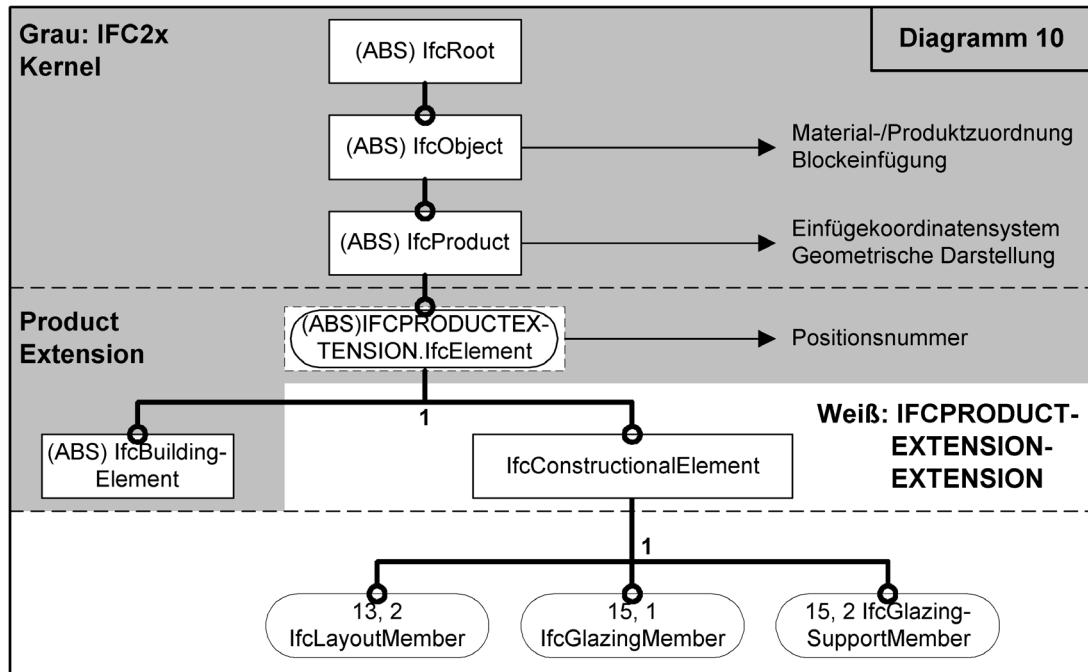 Grau: IFC2x
Kernel
Diagramm 10
(ABS) IfcRoot
(ABS) IfcObject
Material-/Produktzuordnung
Blockeinfügung
(ABS) IfcProduct
Einfügekoordinatensystem
Geometrische Darstellung
Product
Extension
(ABS)IFCPRODUCTEX-
TENSION.IfcElement
Positionsnummer
1
Weiß: IFCPRODUCT-
EXTENSION-
EXTENSION
(ABS) IfcBuilding-
Element
IfcConstructionalElement
1
13, 2
IfcLayoutMember
15, 1
IfcGlazingMember
15, 2 IfcGlazing-
SupportMember